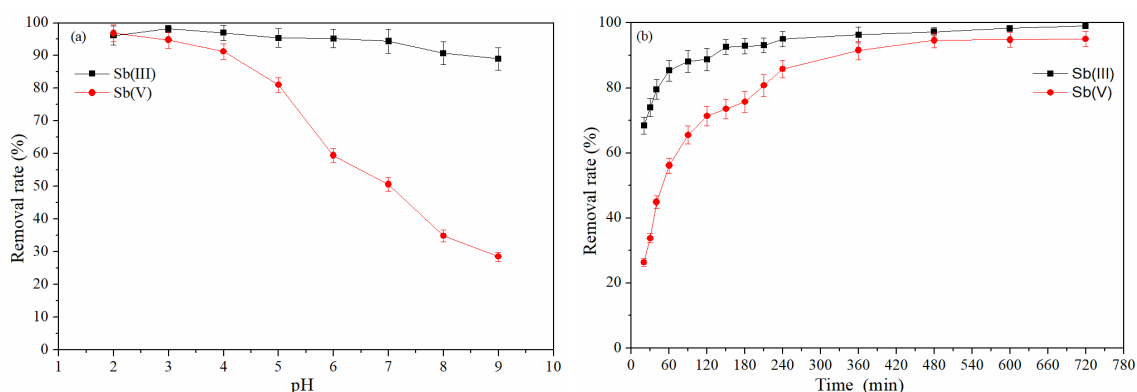 (a)
Sb(III)
Sb(V)
Removal rate (%)
100
90
80
70
60
50
40
30
20
10
0
1 2 3 4 5 6 7 8 9 10
pH
(b)
Sb(III)
Sb(V)
Removal rate (%)
100
80
60
40
20
0
0 60 120 180 240 300 360 420 480 540 600 660 720 780
Time (min)